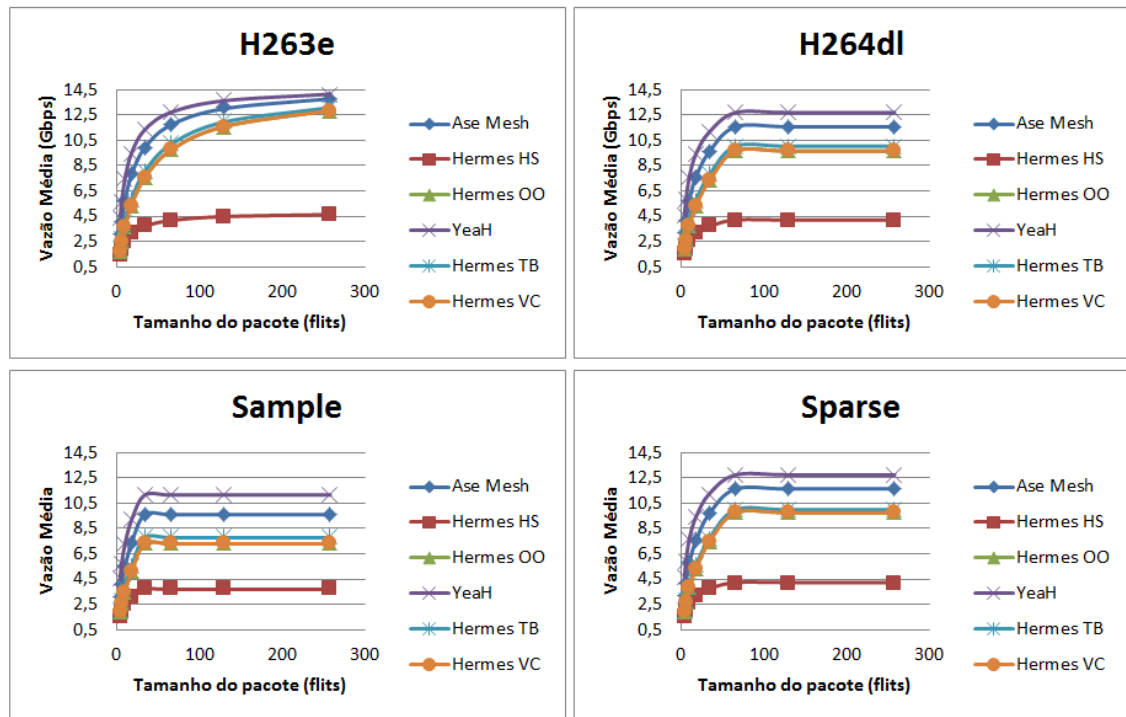 H263e
Vazão Média (Gbps)
14,5
12,5
10,5
8,5
6,5
4,5
2,5
0,5
0
100
200
300
Tamanho do pacote (flits)
Ase Mesh
Hermes HS
Hermes OO
YeaH
Hermes TB
Hermes VC
H264dl
Vazão Média (Gbps)
14,5
12,5
10,5
8,5
6,5
4,5
2,5
0,5
0
100
200
300
Tamanho do pacote (flits)
Ase Mesh
Hermes HS
Hermes OO
YeaH
Hermes TB
Hermes VC
Sample
Vazão Média
14,5
12,5
10,5
8,5
6,5
4,5
2,5
0,5
0
100
200
300
Tamanho do pacote (flits)
Ase Mesh
Hermes HS
Hermes OO
YeaH
Hermes TB
Hermes VC
Sparse
Vazão Média
14,5
12,5
10,5
8,5
6,5
4,5
2,5
0,5
0
100
200
300
Tamanho do pacote (flits)
Ase Mesh
Hermes HS
Hermes OO
YeaH
Hermes TB
Hermes VC